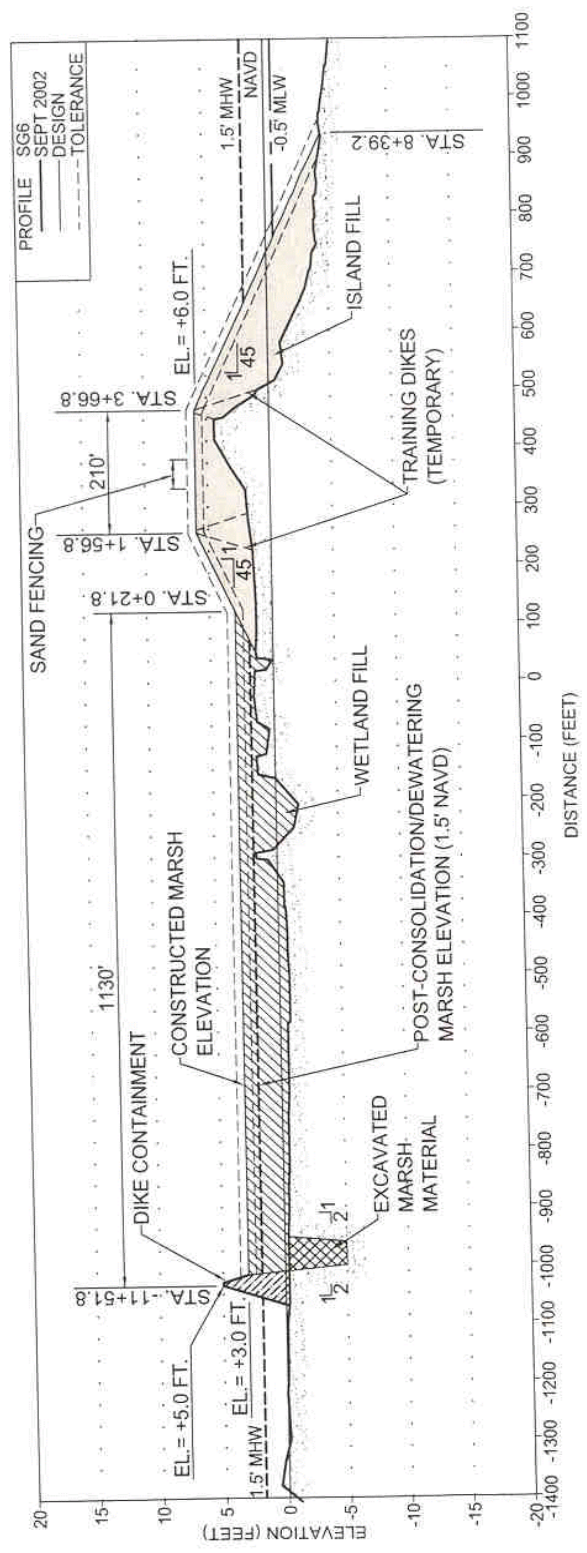 PROFILE SG6
SEPT 2002
DESIGN
TOLERANCE
SAND FENCING
210'
STA. 1+56.8
STA. 3+66.8
EL. = +6.0 FT.
1.5' MHW
NAVD
-0.5' MLW
STA. 0+21.8
1130'
DIKE CONTAINMENT
CONSTRUCTED MARSH
ELEVATION
STA. -11+51.8
EL. = +5.0 FT.
EL. = +3.0 FT.
1.5' MHW
1
45
1
45
ISLAND FILL
TRAINING DIKES
(TEMPORARY)
STA. 8+39.2
WETLAND FILL
POST-CONSOLIDATION/DEWATERING
MARSH ELEVATION (1.5' NAVD)
EXCAVATED
MARSH
MATERIAL
1
2
1
2
20
15
10
5
0
-5
-10
-15
-20
ELEVATION (FEET)
-1400 -1300 -1200 -1100 -1000 -900 -800 -700 -600 -500 -400 -300 -200 -100 0 100 200 300 400 500 600 700 800 900 1000 1100
DISTANCE (FEET)